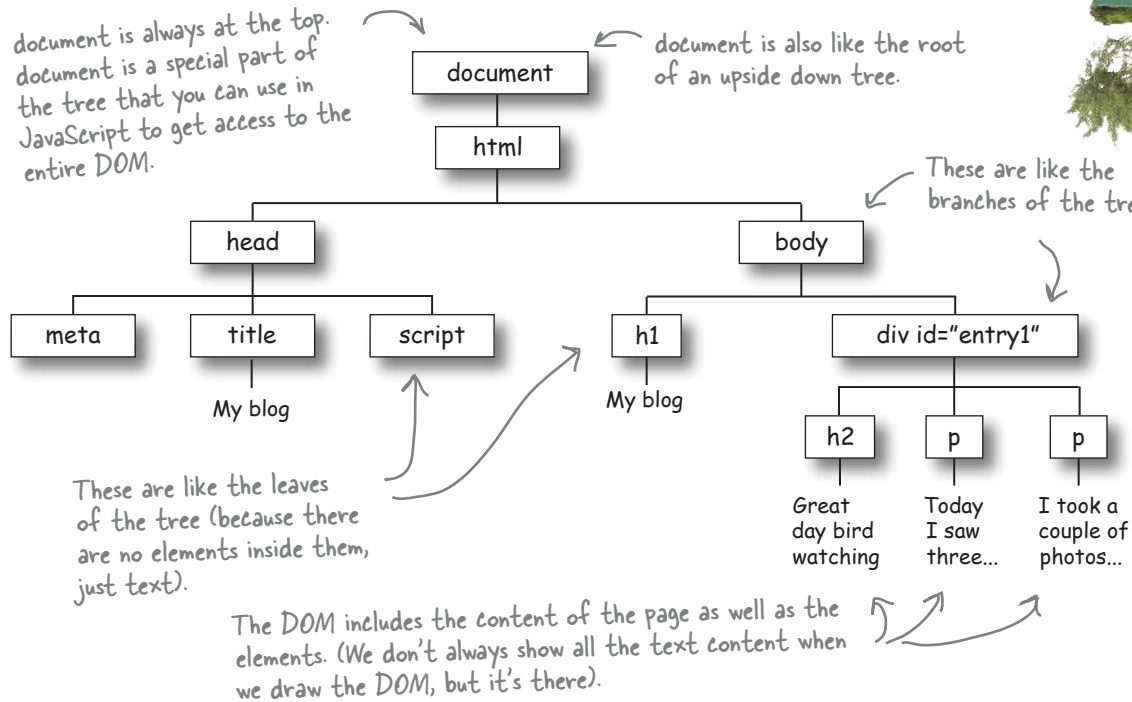 document is always at the top.
document is a special part of
the tree that you can use in
JavaScript to get access to the
entire DOM.
document
document is also like the root
of an upside down tree.
html
These are like the
branches of the tre
head
body
meta
title
script
h1
div id="entry1"
My blog
My blog
h2
p
p
Great
day bird
watching
Today
I saw
three...
I took a
couple of
photos...
These are like the leaves
of the tree (because there
are no elements inside them,
just text).
The DOM includes the content of the page as well as the
elements. (We don't always show all the text content when
we draw the DOM, but it's there).